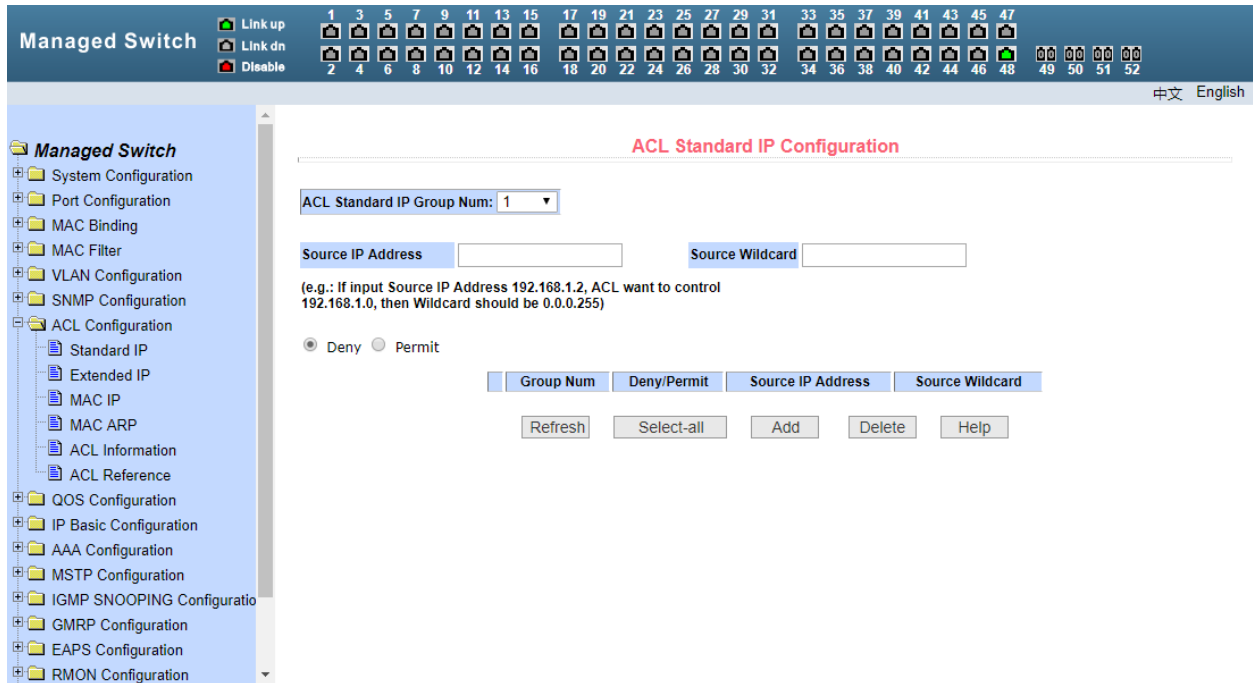 Managed Switch
Link up
Link dn
Disable
1 3 5 7 9 11 13 15 17 19 21 23 25 27 29 31 33 35 37 39 41 43 45 47
2 4 6 8 10 12 14 16 18 20 22 24 26 28 30 32 34 36 38 40 42 44 46 48 49 50 51 52
中文 English
Managed Switch
System Configuration
Port Configuration
MAC Binding
MAC Filter
VLAN Configuration
SNMP Configuration
ACL Configuration
Standard IP
Extended IP
MAC IP
MAC ARP
ACL Information
ACL Reference
QOS Configuration
IP Basic Configuration
AAA Configuration
MSTP Configuration
IGMP SNOOPING Configuratio
GMRP Configuration
EAPS Configuration
RMON Configuration
ACL Standard IP Configuration
ACL Standard IP Group Num: 1
Source IP Address Source Wildcard
(e.g.: If input Source IP Address 192.168.1.2, ACL want to control
192.168.1.0, then Wildcard should be 0.0.0.255)
Deny Permit
Group Num Deny/Permit Source IP Address Source Wildcard
Refresh Select-all Add Delete Help